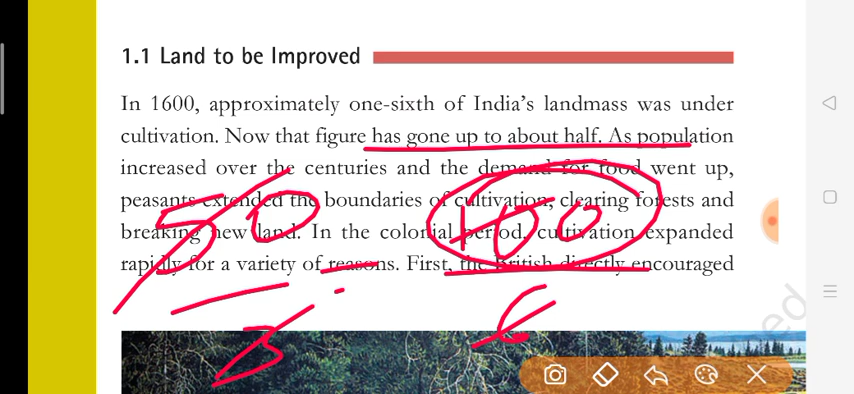 1.1 Land to be Improved
In 1600, approximately one-sixth of India's landmass was under
cultivation. Now that figure has gone up to about half. As population
increased over the centuries and the demand for food went up,
peasants extended the boundaries of cultivation, clearing forests and
breaking new land. In the colonial period, cultivation expanded
rapidly for a variety of reasons. First, the British directly encouraged
50
100
6
ed